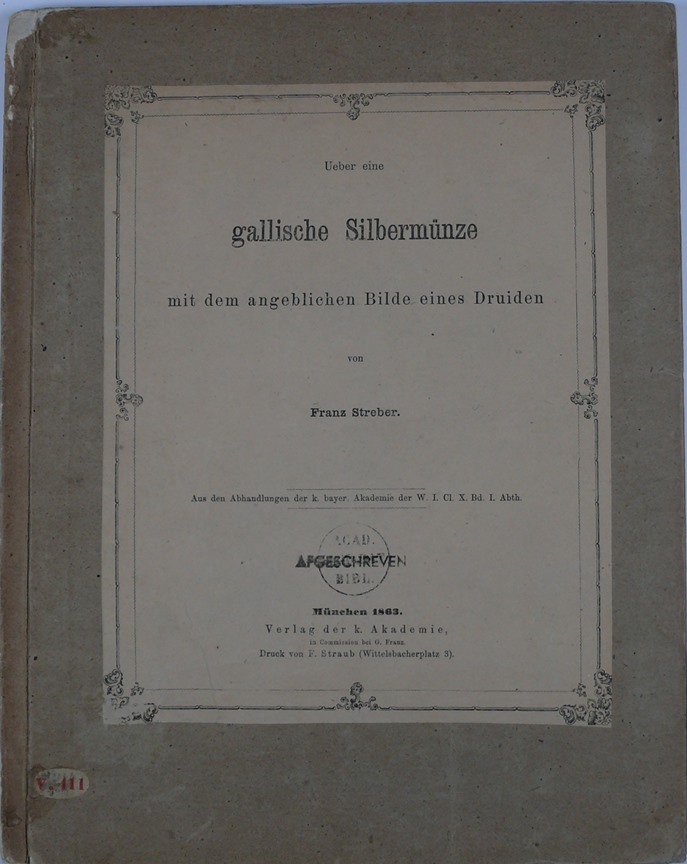 Ueber eine
gallische Silbermünze
mit dem angeblichen Bilde eines Druiden
von
Franz Streber.
Aus den Abhandlungen der k. bayer. Akademie der W. I. Cl. X. Bd. I. Abth.
ACAD.
AFGESCHREVEN
BIBL.
München 1863.
Verlag der k. Akademie,
in Commission bei G. Franz.
Druck von F. Straub (Wittelsbacherplatz 3).
411